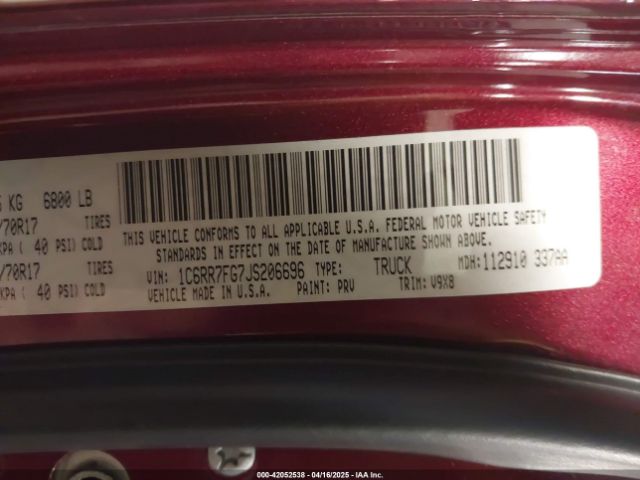 KG 6800 LB
/70R17 TIRES
KPA ( 40 PSI) COLD
/70R17 TIRES
KPA ( 40 PSI) COLD
THIS VEHICLE CONFORMS TO ALL APPLICABLE U.S.A. FEDERAL MOTOR VEHICLE SAFETY
STANDARDS IN EFFECT ON THE DATE OF MANUFACTURE SHOWN ABOVE.
VIN: 1C6RR7FG7JS206696 TYPE: TRUCK MDH: 112910 337AA
VEHICLE MADE IN U.S.A. PAINT: PRV TRIM: V9X8
000-42052538 - 04/16/2025 - IAA Inc.